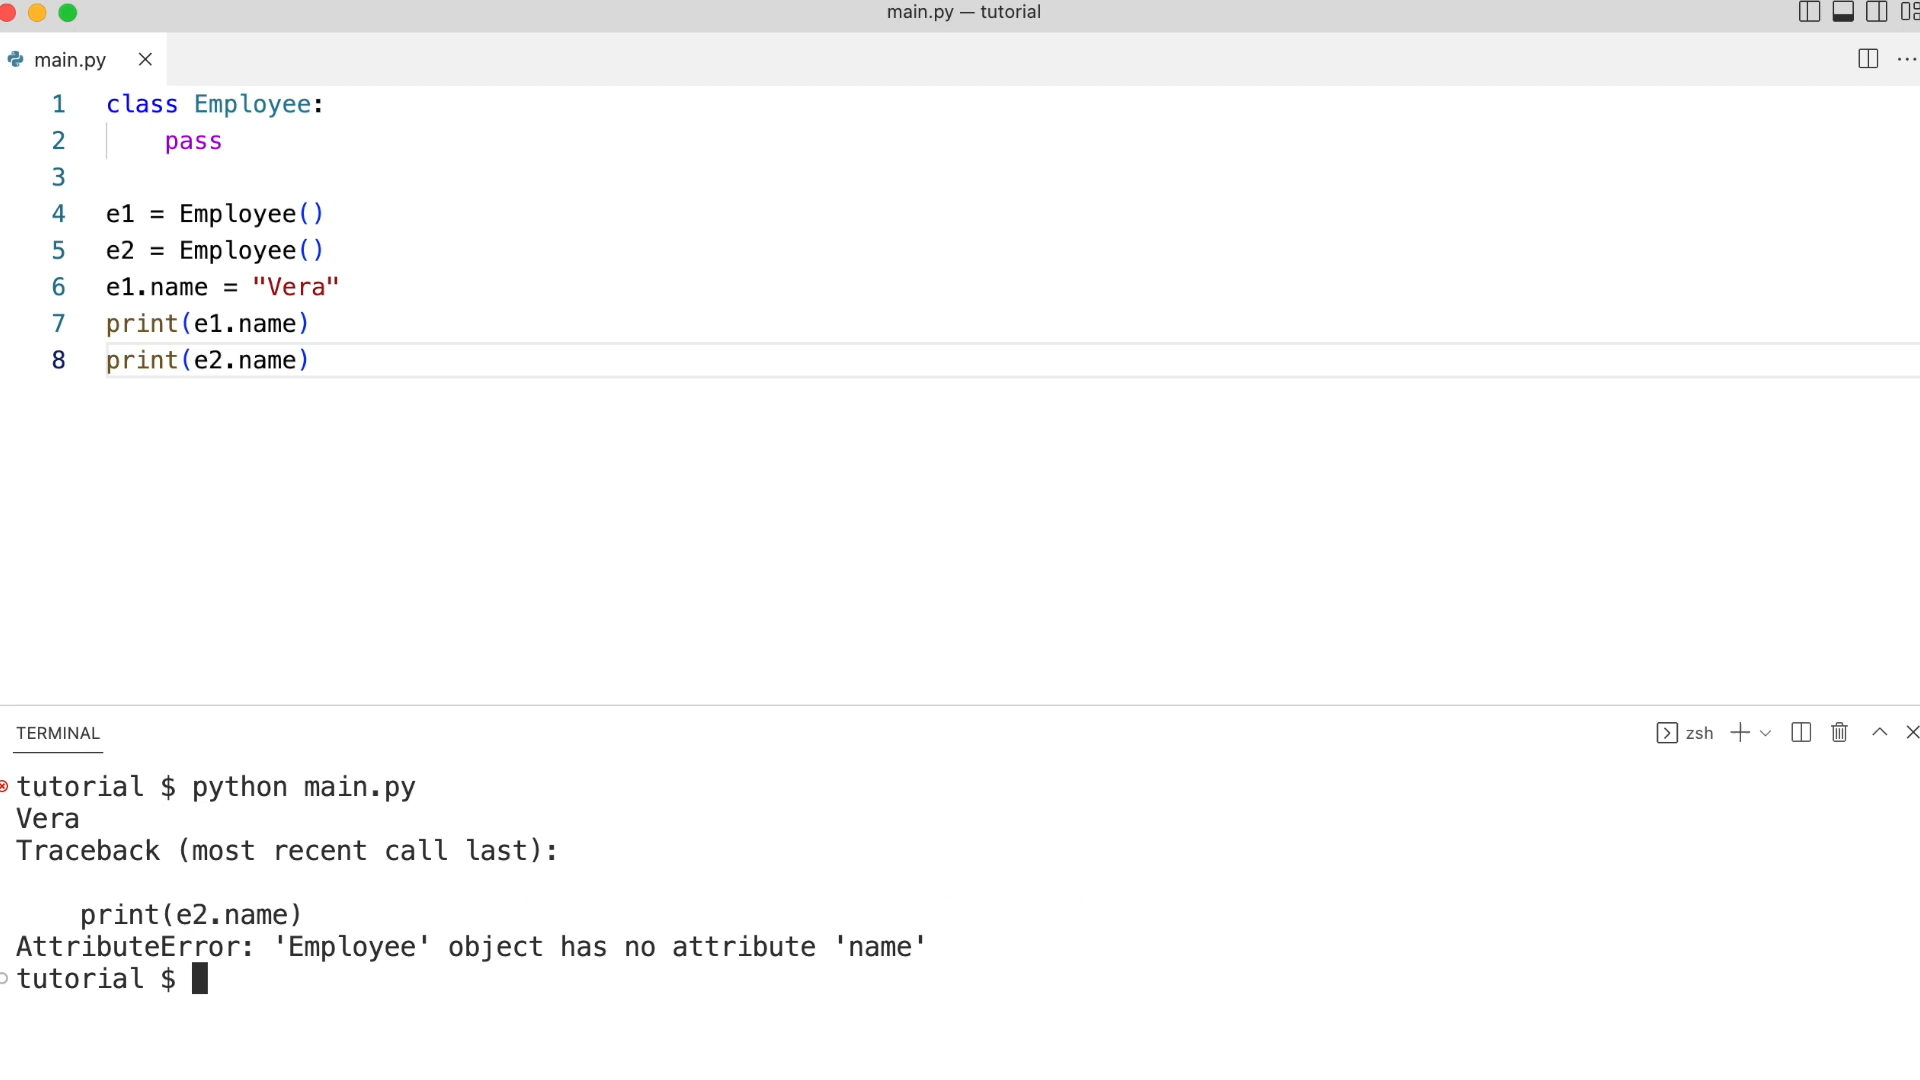 main.py — tutorial
main.py
1 class Employee:
2     pass
3
4 e1 = Employee()
5 e2 = Employee()
6 e1.name = "Vera"
7 print(e1.name)
8 print(e2.name)
TERMINAL
zsh
tutorial $ python main.py
Vera
Traceback (most recent call last):
    print(e2.name)
AttributeError: 'Employee' object has no attribute 'name'
tutorial $